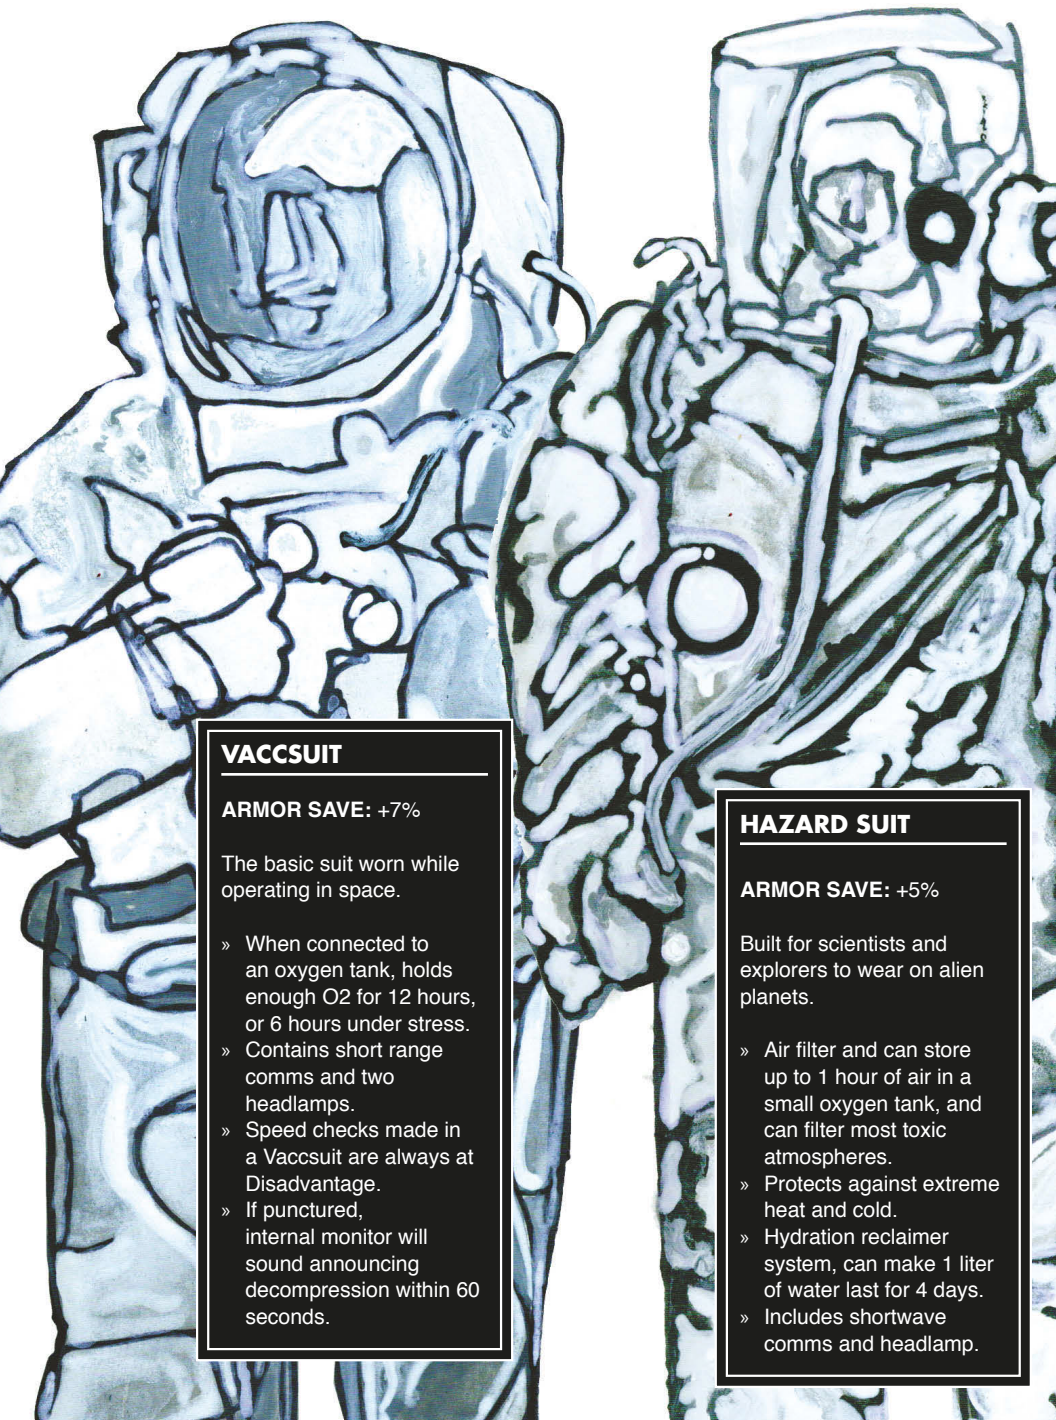 VACCSUIT
ARMOR SAVE: +7%
The basic suit worn while
operating in space.
» When connected to
an oxygen tank, holds
enough O2 for 12 hours,
or 6 hours under stress.
» Contains short range
comms and two
headlamps.
» Speed checks made in
a Vaccsuit are always at
Disadvantage.
» If punctured,
internal monitor will
sound announcing
decompression within 60
seconds.
HAZARD SUIT
ARMOR SAVE: +5%
Built for scientists and
explorers to wear on alien
planets.
» Air filter and can store
up to 1 hour of air in a
small oxygen tank, and
can filter most toxic
atmospheres.
» Protects against extreme
heat and cold.
» Hydration reclaimer
system, can make 1 liter
of water last for 4 days.
» Includes shortwave
comms and headlamp.